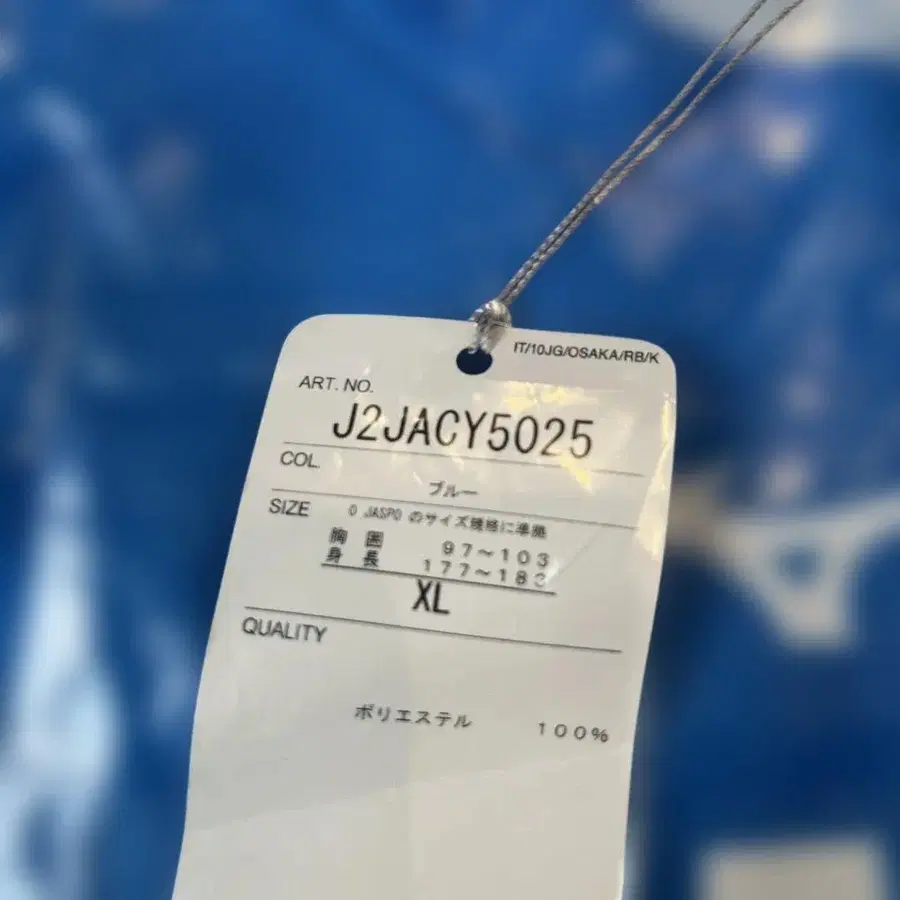 IT/10JG/OSAKA/RB/K
ART. NO.
J2JACY5025
COL.
ブルー
SIZE
O JASPO のサイズ規格に準拠
胸 囲 97~103
身 長 177~183
XL
QUALITY
ポリエステル 100%